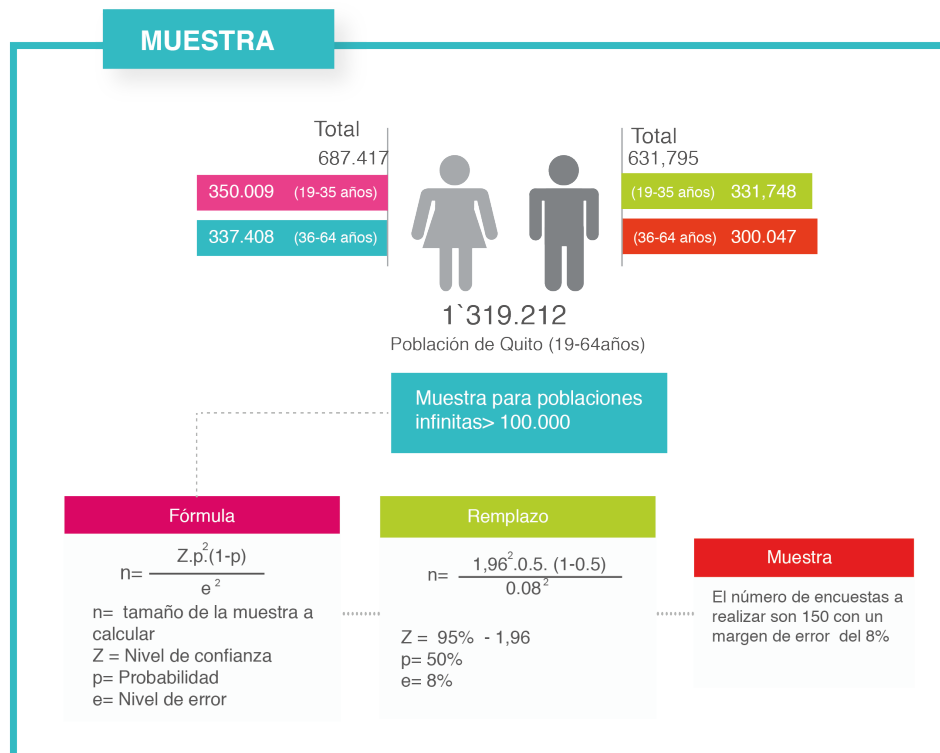 MUESTRA
Total
687.417
350.009 (19-35 años)
337.408 (36-64 años)
Total
631,795
(19-35 años) 331,748
(36-64 años) 300.047
1`319.212
Población de Quito (19-64años)
Muestra para poblaciones
infinitas> 100.000
Fórmula
n= Z.p.²(1-p)
e ²
n= tamaño de la muestra a
calcular
Z = Nivel de confianza
p= Probabilidad
e= Nivel de error
Remplazo
n= 1,96².0.5. (1-0.5)
0.08²
Z = 95% - 1,96
p= 50%
e= 8%
Muestra
El número de encuestas a
realizar son 150 con un
margen de error del 8%